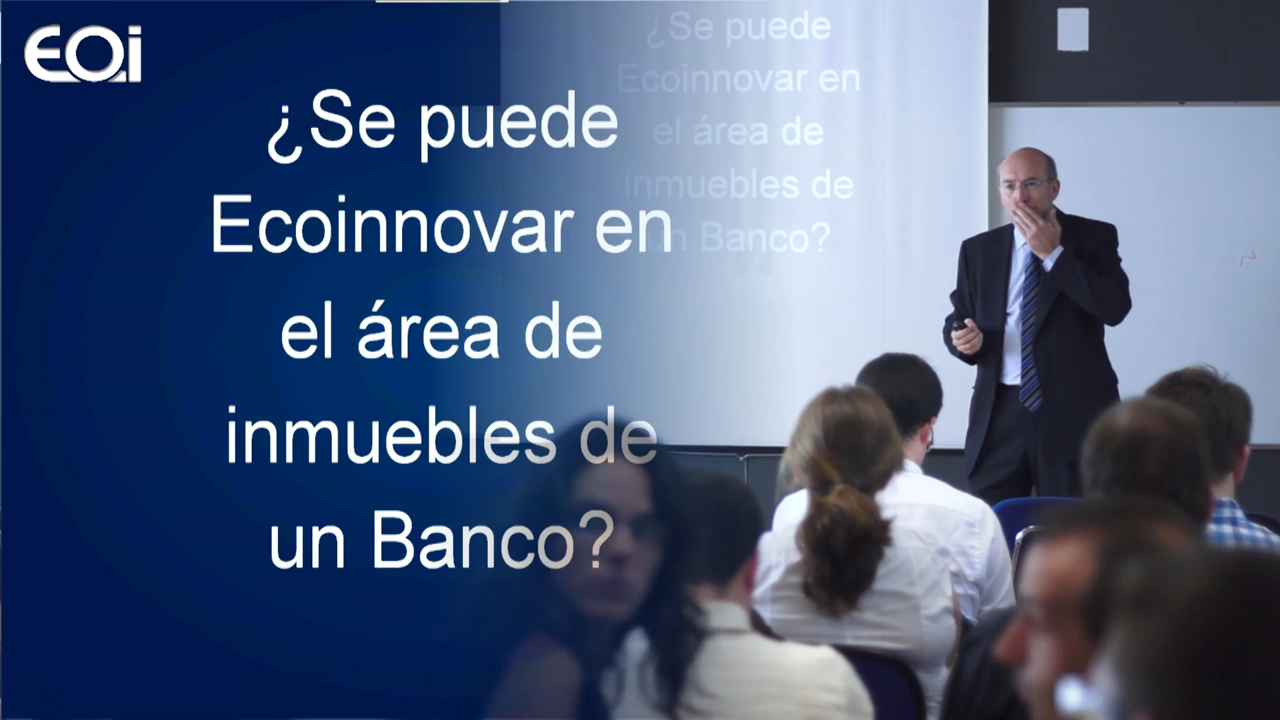 EOi
¿Se puede
Ecoinnovar en
el área de
inmuebles de
un Banco?
¿Se puede
Ecoinnovar en
el área de
inmuebles de
un Banco?